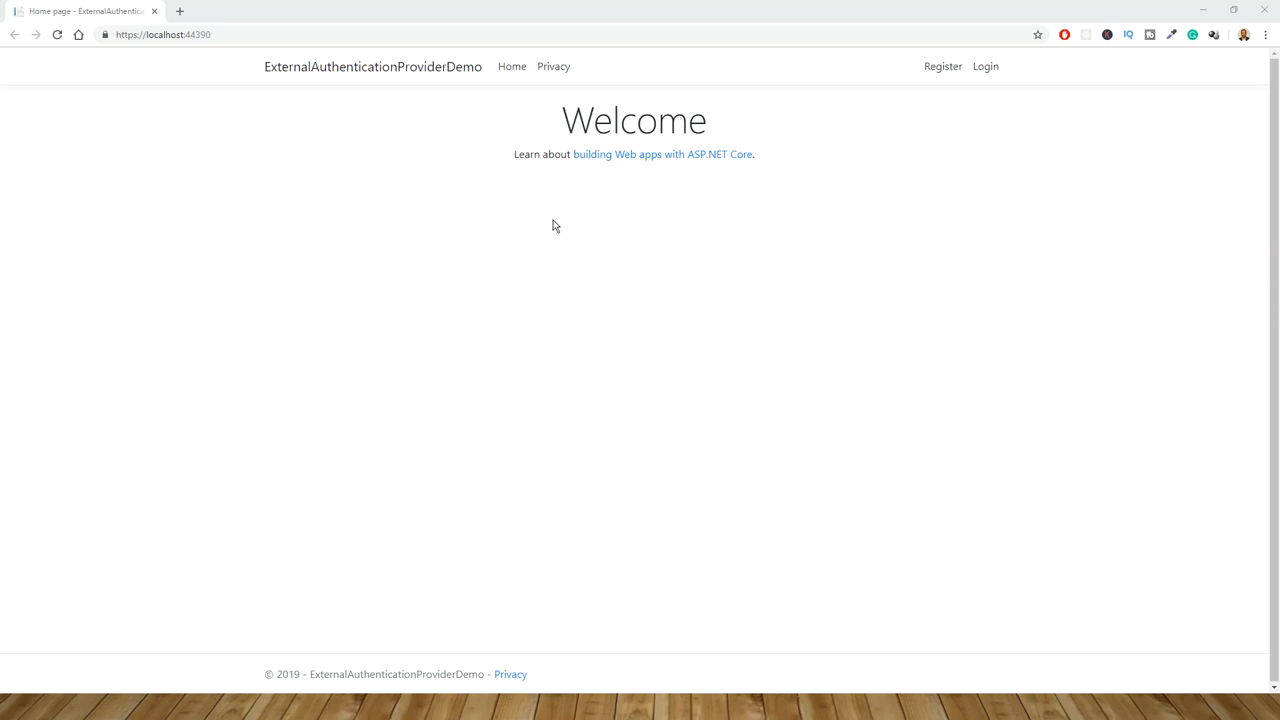 Home page - ExternalAuthentica
https://localhost:44390
IQ
ExternalAuthenticationProviderDemo Home Privacy Register Login
Welcome
Learn about building Web apps with ASP.NET Core.
© 2019 - ExternalAuthenticationProviderDemo - Privacy